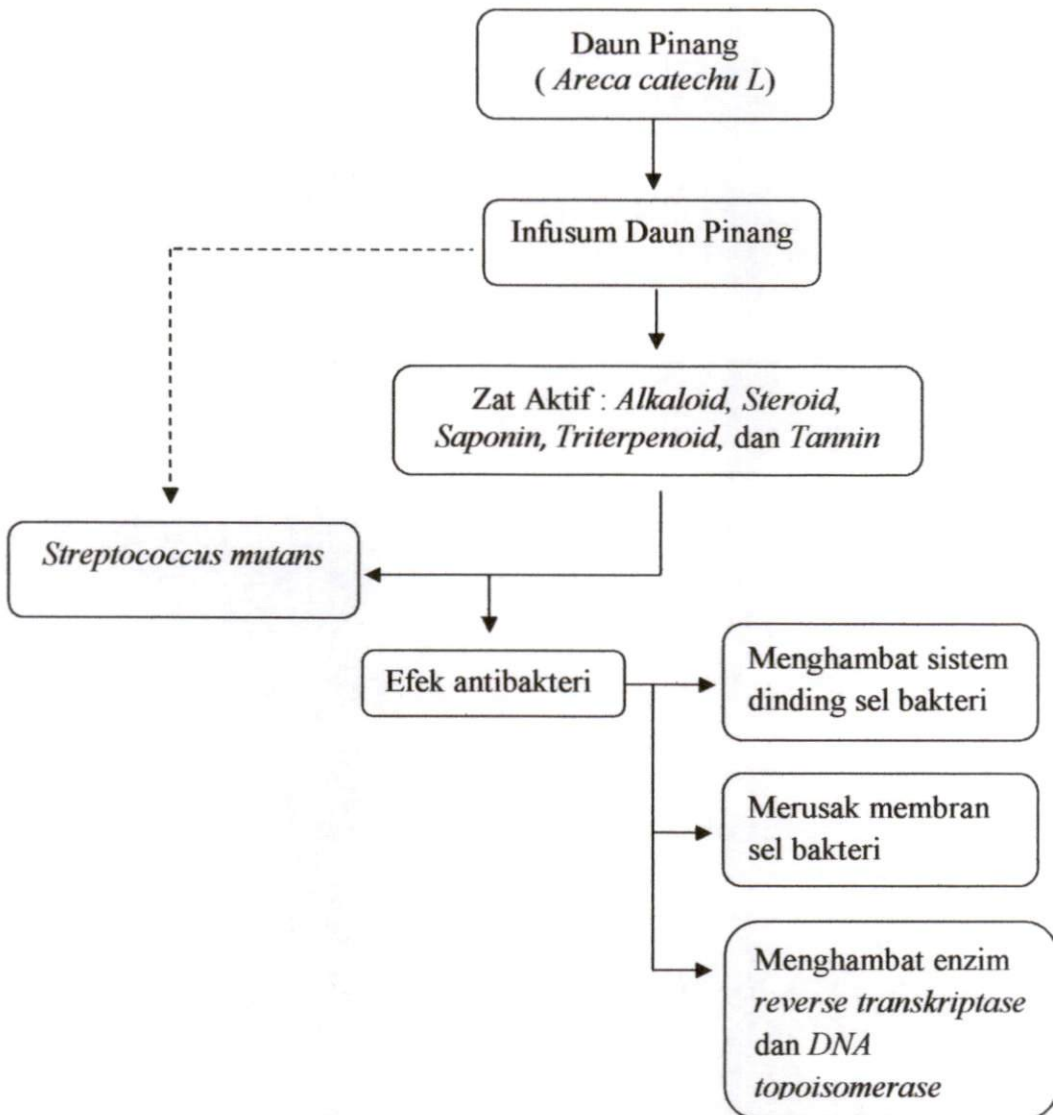 Daun Pinang
( Areca catechu L)
Infusum Daun Pinang
Zat Aktif : Alkaloid, Steroid,
Saponin, Triterpenoid, dan Tannin
Streptococcus mutans
Efek antibakteri
Menghambat sistem
dinding sel bakteri
Merusak membran
sel bakteri
Menghambat enzim
reverse transkriptase
dan DNA
topoisomerase